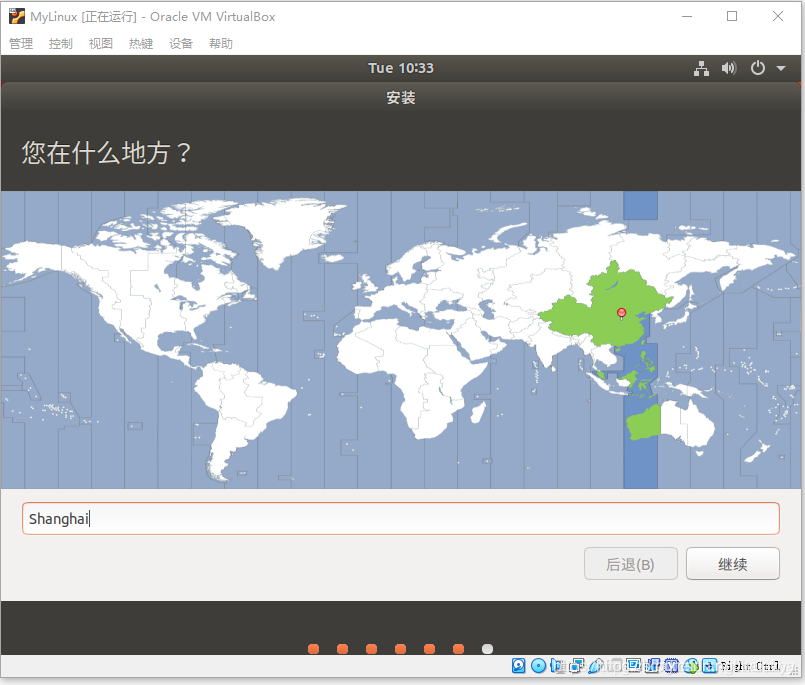 MyLinux [正在运行] - Oracle VM VirtualBox
管理 控制 视图 热键 设备 帮助
Tue 10:33
安装
您在什么地方？
Shanghai
后退(B) 继续
Right Ctrl